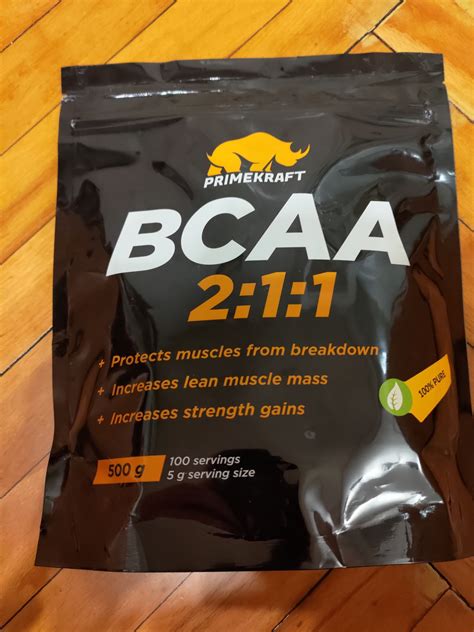 PRIMEKRAFT
BCAA
2:1:1
+ Protects muscles from breakdown
+ Increases lean muscle mass
+ Increases strength gains
100% PURE
500 g
100 servings
5 g serving size